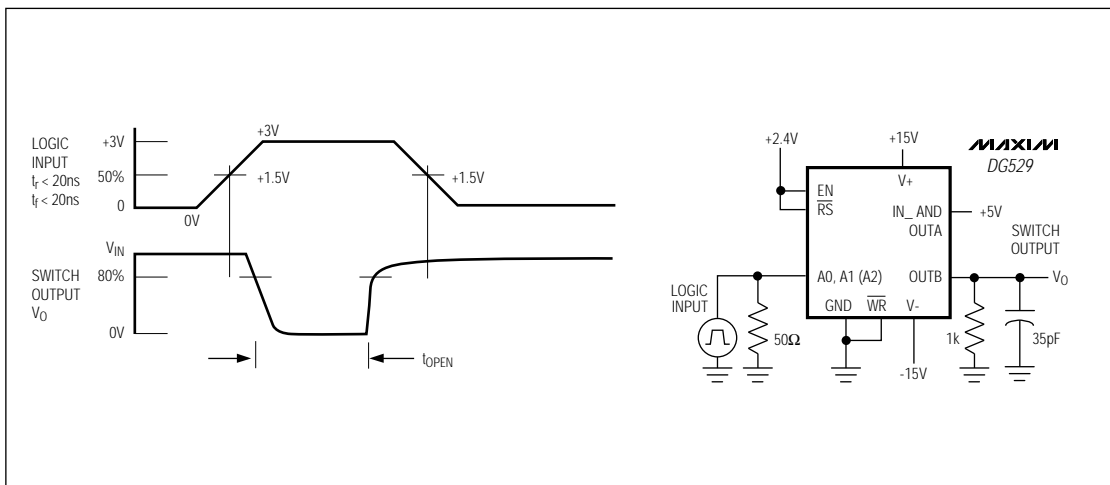 LOGIC
INPUT
tr < 20ns
tf < 20ns
+3V
50%
0
+3V
+1.5V
+1.5V
0V
VIN
80%
0V
SWITCH
OUTPUT
VO
tOPEN
+2.4V
+15V
MAXIM
DG529
V+
EN
RS
IN_ AND
OUTA
+5V
SWITCH
OUTPUT
A0, A1 (A2)
OUTB
VO
LOGIC
INPUT
GND
WR
V-
50Ω
1k
35pF
-15V